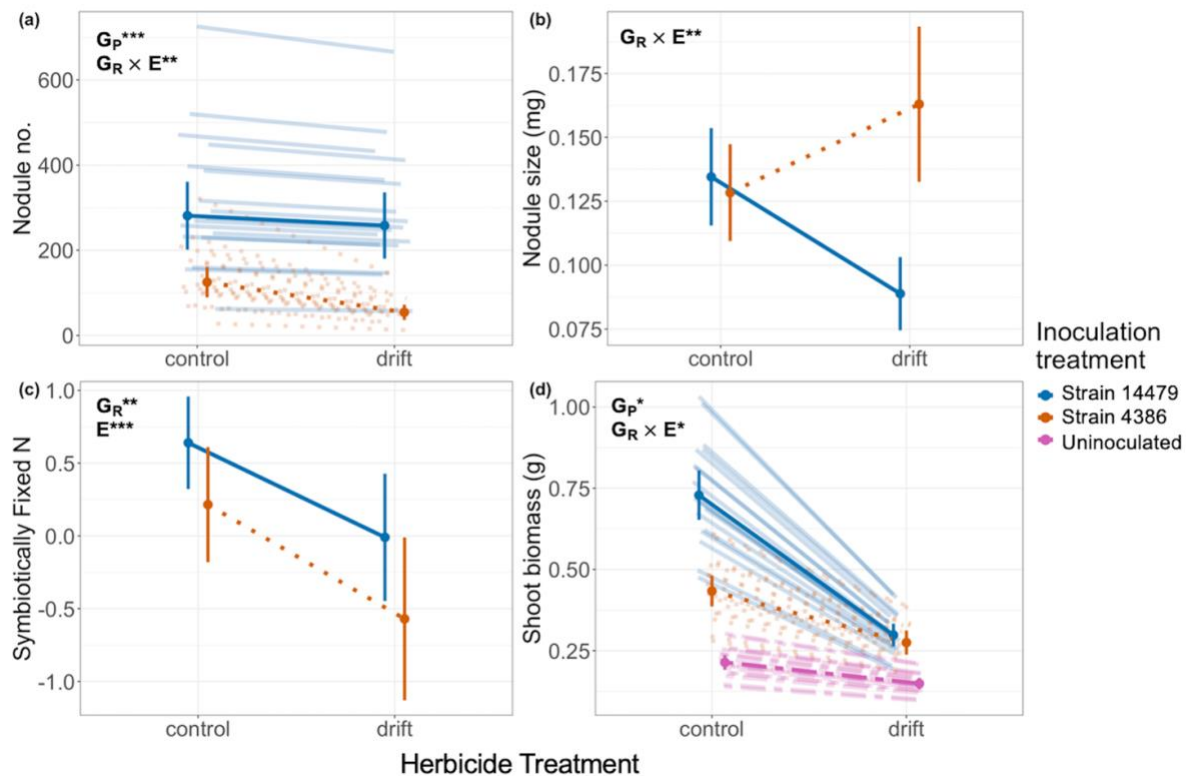 (a)
G_P***
G_R × E**
Nodule no.
600
400
200
0
control
drift
(b)
G_R × E**
Nodule size (mg)
0.175
0.150
0.125
0.100
0.075
control
drift
(c)
G_R**
E***
Symbiotically Fixed N
1.0
0.5
0.0
-0.5
-1.0
control
drift
(d)
G_P*
G_R × E*
Shoot biomass (g)
1.00
0.75
0.50
0.25
control
drift
Inoculation
treatment
Strain 14479
Strain 4386
Uninoculated
Herbicide Treatment